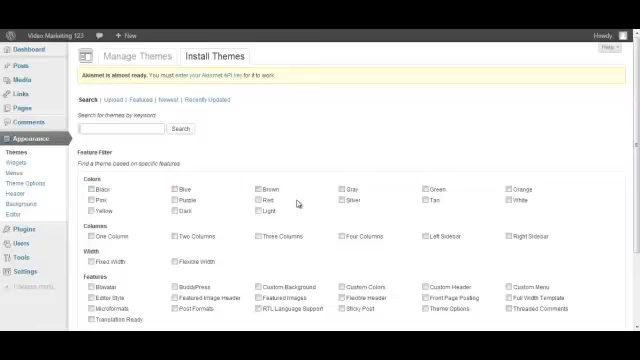 Video Marketing 123 + New Howdy,
Help
Dashboard
Posts
Media
Links
Pages
Comments
Appearance
Themes
Widgets
Menus
Theme Options
Header
Background
Editor
Plugins
Users
Tools
Settings
Collapse menu
Manage Themes Install Themes
Akismet is almost ready. You must enter your Akismet API key for it to work.
Search | Upload | Featured | Newest | Recently Updated
Search for themes by keyword
Search
Feature Filter
Find a theme based on specific features
Colors
Black Blue Brown Gray Green Orange
Pink Purple Red Silver Tan White
Yellow Dark Light
Columns
One Column Two Columns Three Columns Four Columns Left Sidebar Right Sidebar
Width
Fixed Width Flexible Width
Features
Blavatar BuddyPress Custom Background Custom Colors Custom Header Custom Menu
Editor Style Featured Image Header Featured Images Flexible Header Front Page Posting Full Width Template
Microformats Post Formats RTL Language Support Sticky Post Theme Options Threaded Comments
Translation Ready